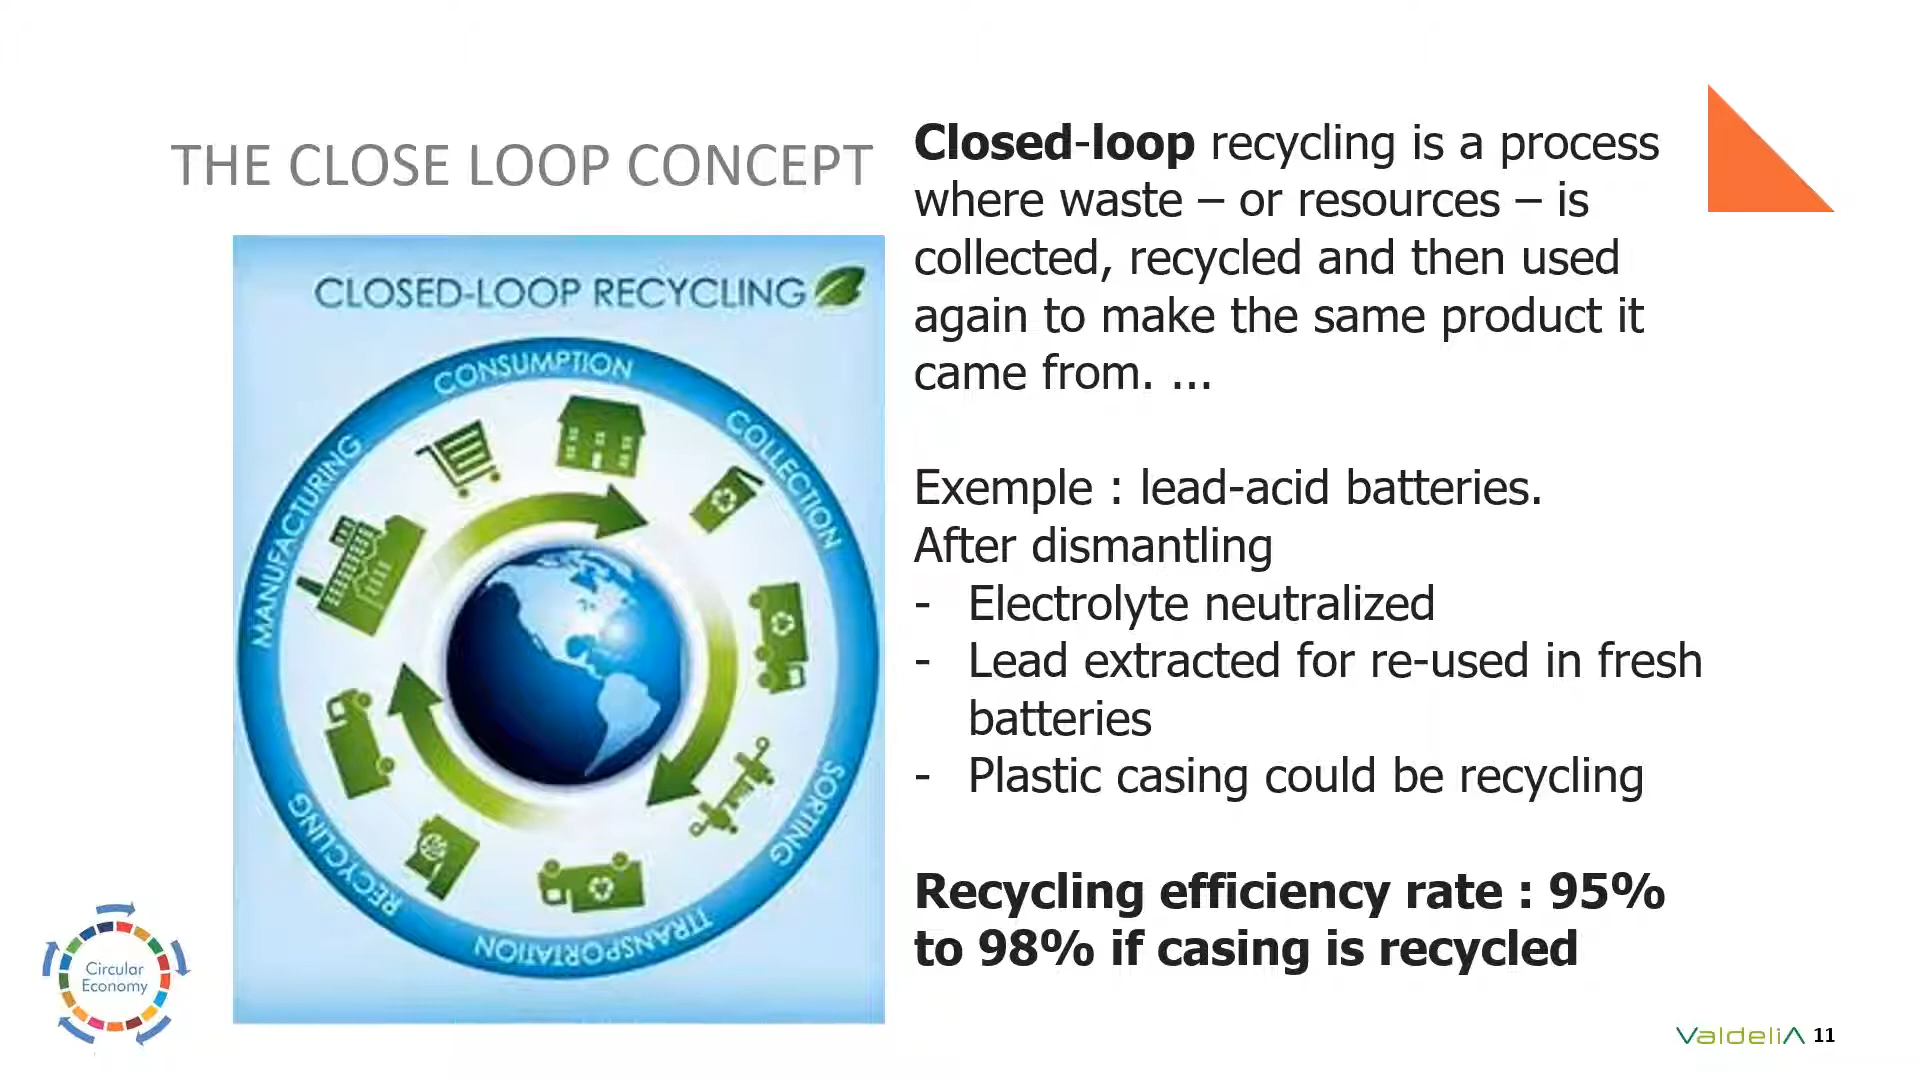 THE CLOSE LOOP CONCEPT
CLOSED-LOOP RECYCLING
CONSUMPTION
COLLECTION
SORTING
TRANSPORTATION
RECYCLING
MANUFACTURING
Closed-loop recycling is a process
where waste – or resources – is
collected, recycled and then used
again to make the same product it
came from. ...
Exemple : lead-acid batteries.
After dismantling
- Electrolyte neutralized
- Lead extracted for re-used in fresh
batteries
- Plastic casing could be recycling
Recycling efficiency rate : 95%
to 98% if casing is recycled
Circular
Economy
ValdeliA 11